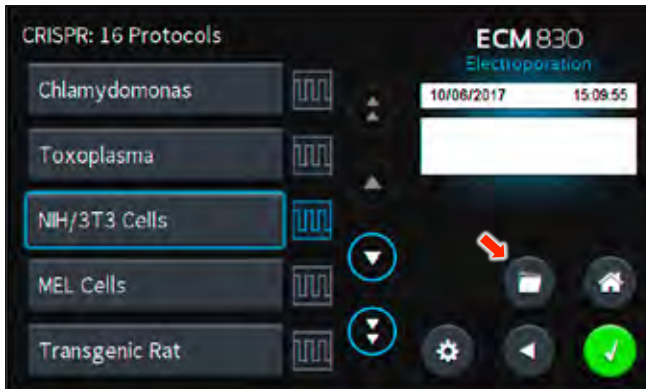 CRISPR: 16 Protocols
Chlamydomonas
Toxoplasma
NIH/3T3 Cells
MEL Cells
Transgenic Rat
ECM 830
Electroporation
10/06/2017 15:09:55